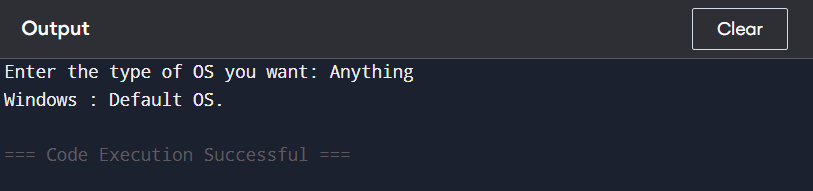 Output
Clear
Enter the type of OS you want: Anything
Windows : Default OS.
=== Code Execution Successful ===